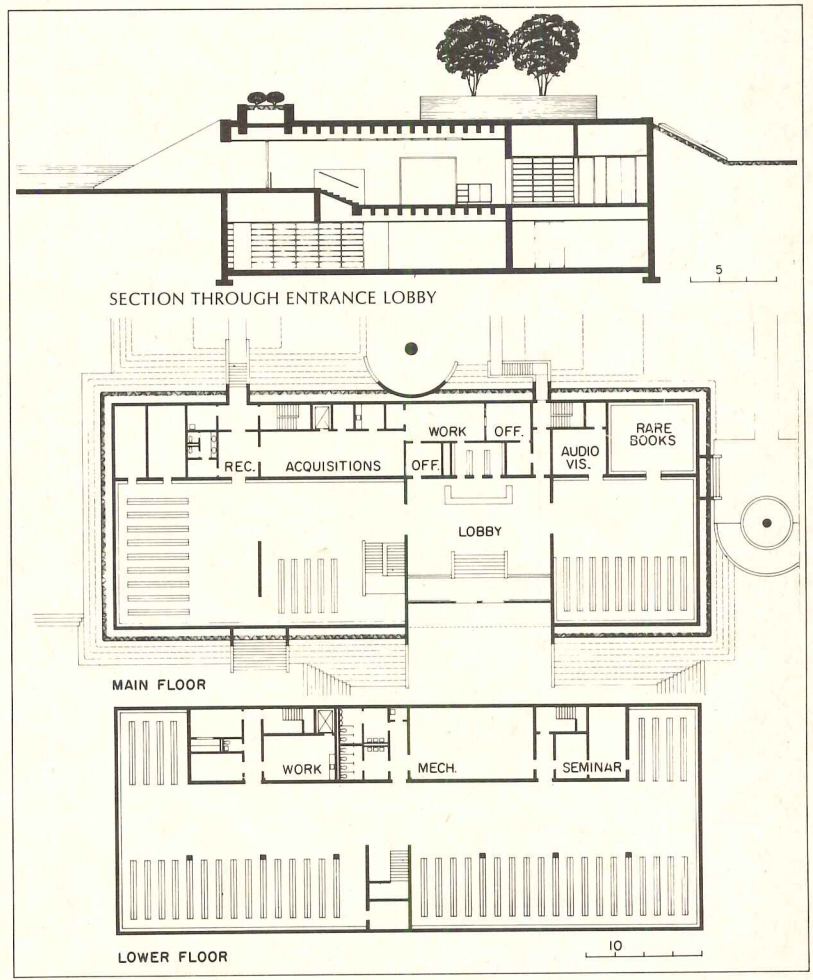 5
SECTION THROUGH ENTRANCE LOBBY
WORK
OFF.
RARE
BOOKS
AUDIO
VIS.
REC.
ACQUISITIONS
OFF.
LOBBY
MAIN FLOOR
WORK
MECH.
SEMINAR
10
LOWER FLOOR